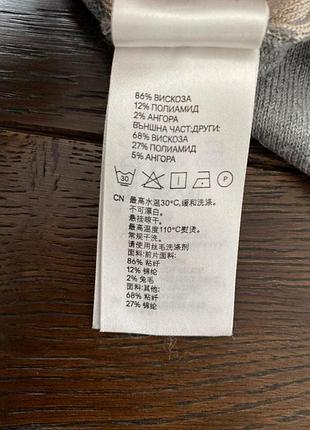 86% ВИСКОЗА
12% ПОЛИАМИД
2% АНГОРА
ВЪНШНА ЧАСТ:ДРУГИ:
68% ВИСКОЗА
27% ПОЛИАМИД
5% АНГОРА
30 P
CN 最高水温30℃,缓和洗涤.
不可漂白.
悬挂晾干.
最高温度110℃熨烫.
常规干洗.
请使用丝毛洗涤剂
前片面料:
86% 粘纤
12% 锦纶
2% 兔毛
面料:其他:
68% 粘纤
27% 锦纶